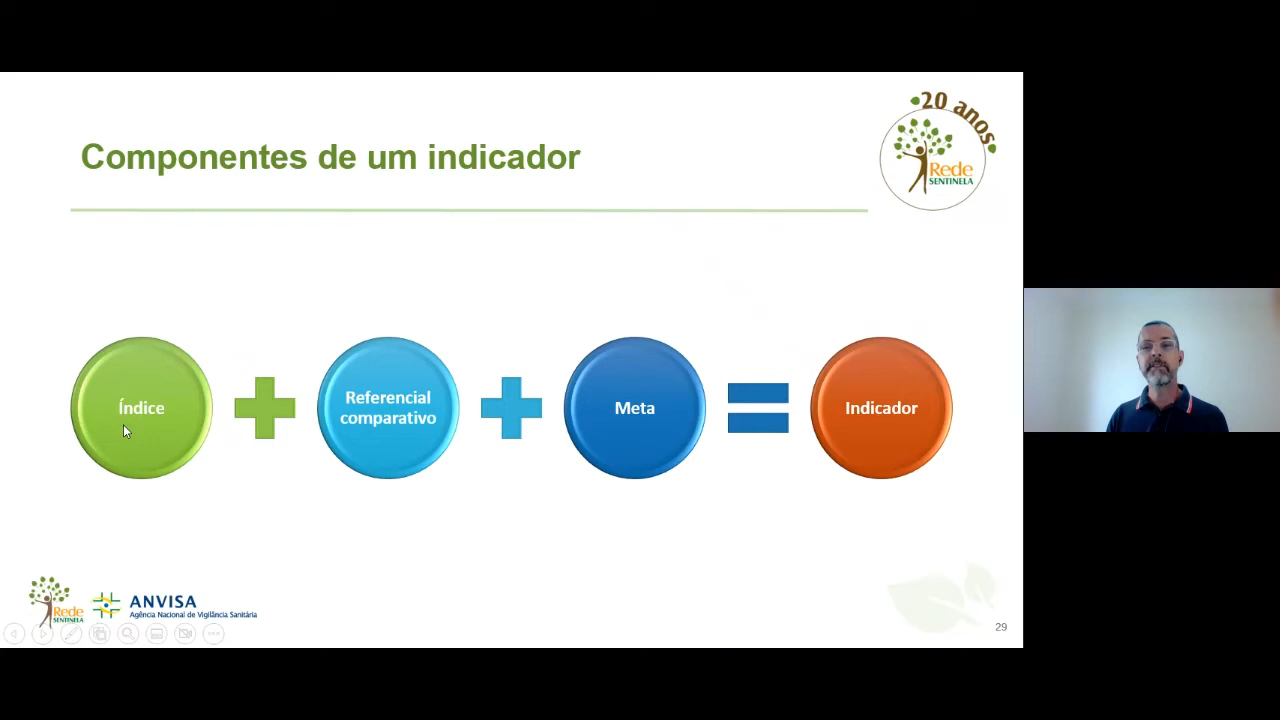 20 anos
Rede
SENTINELA
Componentes de um indicador
Índice
Referencial
comparativo
Meta
Indicador
Rede
SENTINELA
ANVISA
Agência Nacional de Vigilância Sanitária
29